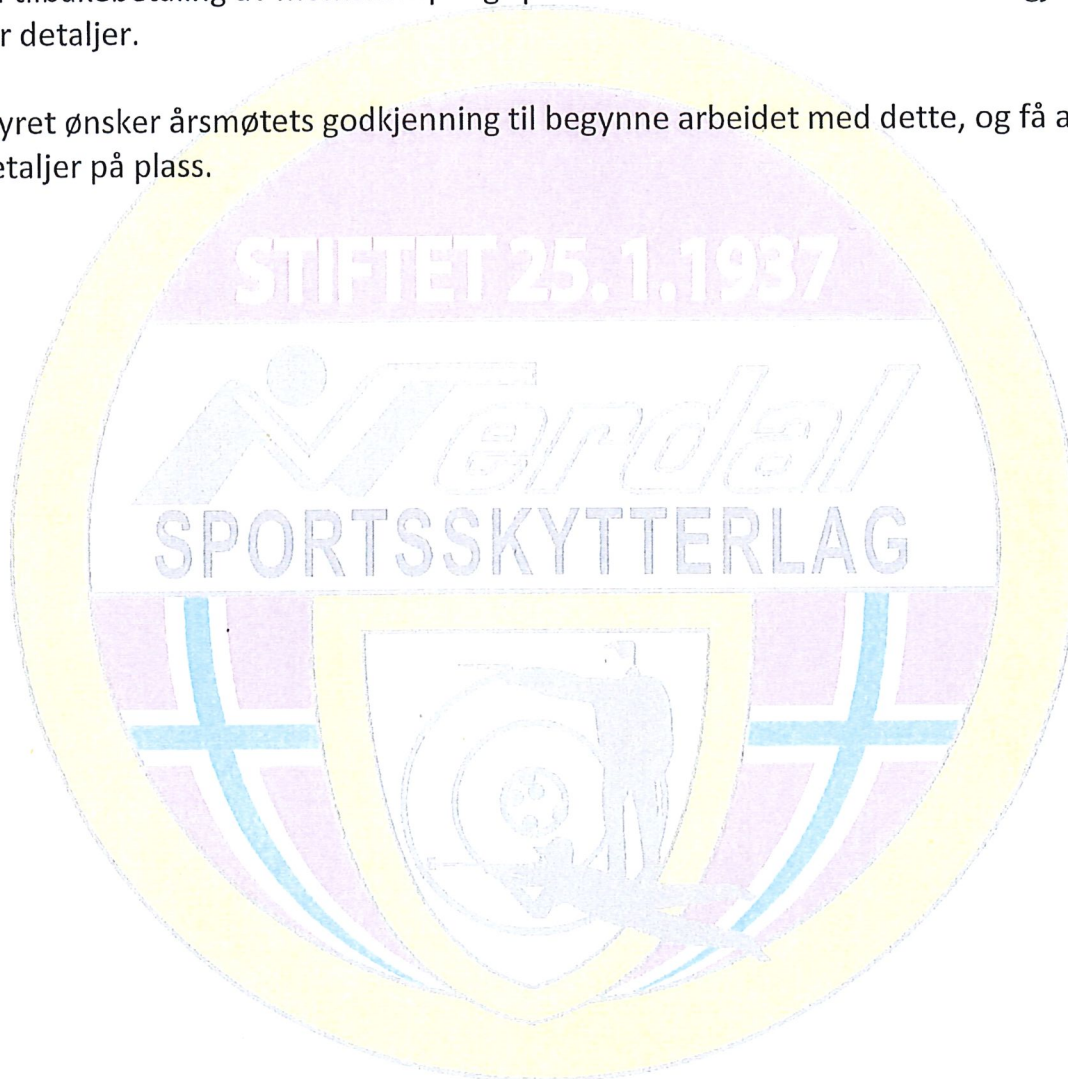 r detaljer.
yret ønsker årsmøtets godkjenning til begynne arbeidet med dette, og få a
etaljer på plass.
STIFTET 25.1.1937
Verdal
SPORTSSKYTTERLAG